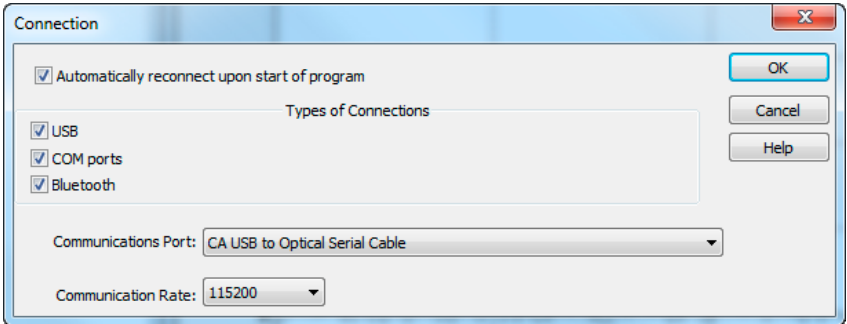 Connection
Automatically reconnect upon start of program
OK
Types of Connections
Cancel
USB
Help
COM ports
Bluetooth
Communications Port: CA USB to Optical Serial Cable
Communication Rate: 115200